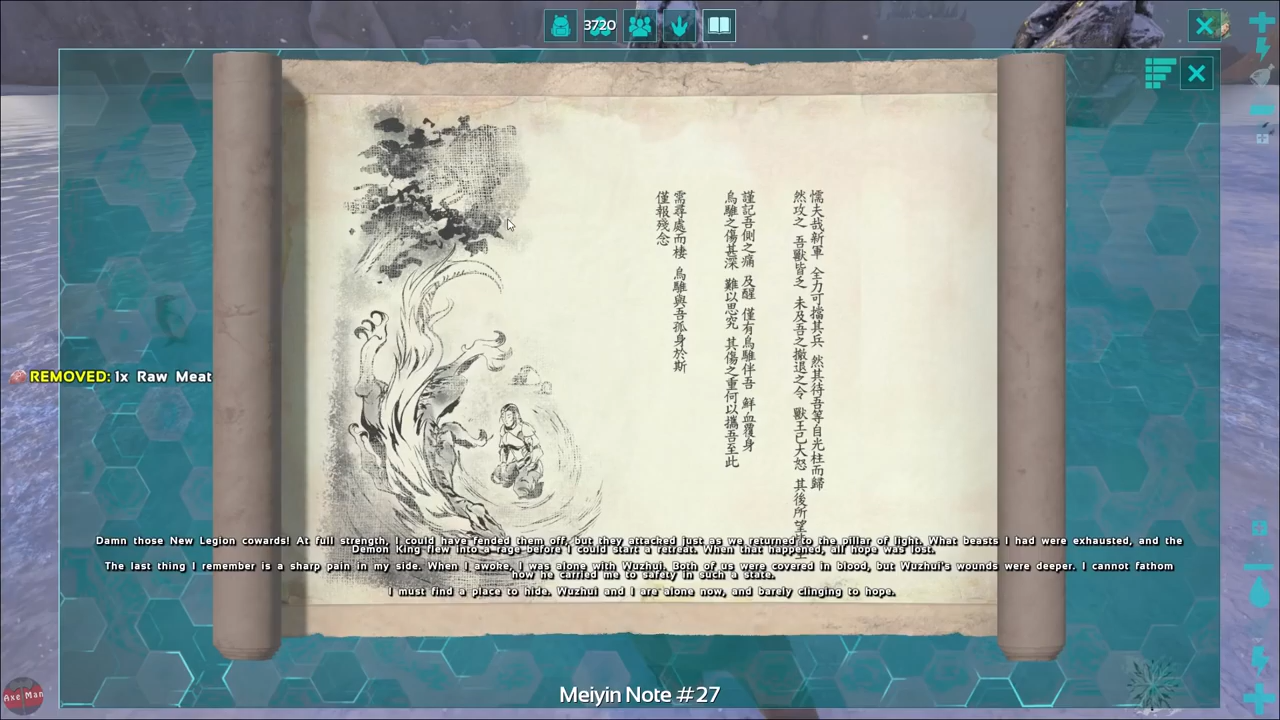 3720
懦夫哉新軍 全力可擋其兵 然其待吾等自光柱而歸
然攻之 吾獸皆乏 未及吾之撤退之令 獸王已大怒 其後所望
謹記吾側之痛 及醒 僅有烏騅伴吾 鮮血覆身
烏騅之傷甚深 難以思究 其傷之重何以攜吾至此
需尋處而棲 烏騅與吾孤身於斯
僅報殘念
REMOVED: 1x Raw Meat
Damn those New Legion cowards! At full strength, I could have fended them off, but they attacked just as we returned to the pillar of light. What beasts I had were exhausted, and the
Demon King flew into a rage before I could start a retreat. When that happened, all hope was lost.
The last thing I remember is a sharp pain in my side. When I awoke, I was alone with Wuzhui. Both of us were covered in blood, but Wuzhui's wounds were deeper. I cannot fathom
how he carried me to safety in such a state.
I must find a place to hide. Wuzhui and I are alone now, and barely clinging to hope.
Axe Man
Meiyin Note #27